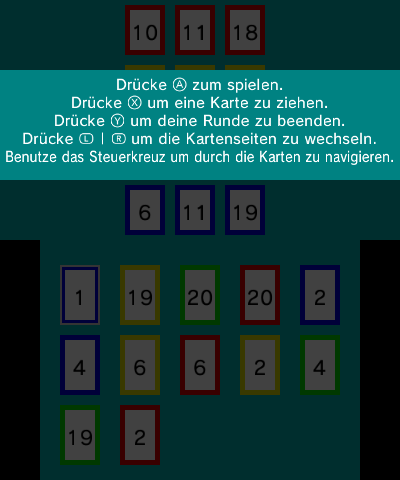 10 11 18
Drücke Ⓐ zum spielen.
Drücke Ⓧ um eine Karte zu ziehen.
Drücke Ⓨ um deine Runde zu beenden.
Drücke Ⓛ | Ⓡ um die Kartenseiten zu wechseln.
Benutze das Steuerkreuz um durch die Karten zu navigieren.
6 11 19
1 19 20 20 2
4 6 6 2 4
19 2